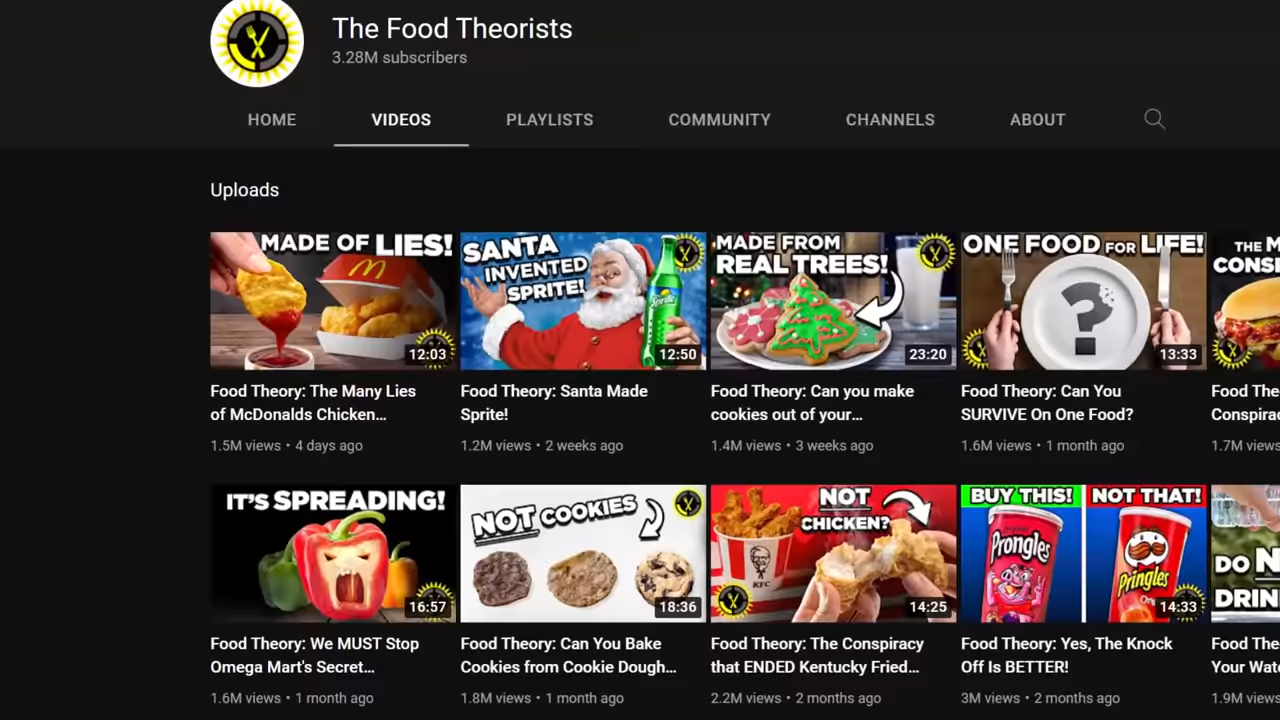 The Food Theorists
3.28M subscribers
HOME VIDEOS PLAYLISTS COMMUNITY CHANNELS ABOUT
Uploads
MADE OF LIES!
12:03
SANTA
INVENTED
SPRITE!
Sprite
12:50
MADE FROM
REAL TREES!
23:20
ONE FOOD FOR LIFE!
?
13:33
THE M
CONSP
Food Theory: The Many Lies
of McDonalds Chicken...
1.5M views • 4 days ago
Food Theory: Santa Made
Sprite!
1.2M views • 2 weeks ago
Food Theory: Can you make
cookies out of your...
1.4M views • 3 weeks ago
Food Theory: Can You
SURVIVE On One Food?
1.6M views • 1 month ago
Food The
Conspirac
1.7M views
IT'S SPREADING!
16:57
NOT COOKIES
18:36
NOT
CHICKEN?
KFC
14:25
BUY THIS! NOT THAT!
Prongles
Pringles
14:33
DO N
DRIN
Food Theory: We MUST Stop
Omega Mart's Secret...
1.6M views • 1 month ago
Food Theory: Can You Bake
Cookies from Cookie Dough...
1.8M views • 1 month ago
Food Theory: The Conspiracy
that ENDED Kentucky Fried...
2.2M views • 2 months ago
Food Theory: Yes, The Knock
Off Is BETTER!
3M views • 2 months ago
Food The
Your Wate
1.9M views